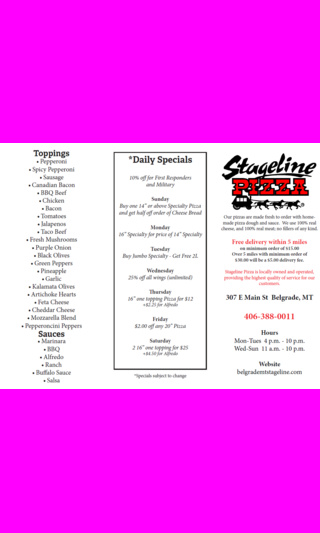 Toppings
• Pepperoni
• Spicy Pepperoni
• Sausage
• Canadian Bacon
• BBQ Beef
• Chicken
• Bacon
• Tomatoes
• Jalapenos
• Taco Beef
• Fresh Mushrooms
• Purple Onion
• Black Olives
• Green Peppers
• Pineapple
• Garlic
• Kalamata Olives
• Artichoke Hearts
• Feta Cheese
• Cheddar Cheese
• Mozzarella Blend
• Pepperoncini Peppers
Sauces
• Marinara
• BBQ
• Alfredo
• Ranch
• Buffalo Sauce
• Salsa
*Daily Specials
10% off for First Responders
and Military
Sunday
Buy one 14" or above Specialty Pizza
and get half off order of Cheese Bread
Monday
16" Specialty for price of 14" Specialty
Tuesday
Buy Jumbo Specialty - Get Free 2L
Wednesday
25% off all wings (unlimited)
Thursday
16" one topping Pizza for $12
+$2.25 for Alfredo
Friday
$2.00 off any 20" Pizza
Saturday
2 16" one topping for $25
+$4.50 for Alfredo
*Specials subject to change
Stageline
PIZZA
Our pizzas are made fresh to order with home-
made pizza dough and sauce. We use 100% real
cheese, and 100% real meat; no fillers of any kind.
Free delivery within 5 miles
on minimum order of $15.00
Over 5 miles with minimum order of
$30.00 will be a $5.00 delivery fee.
Stageline Pizza is locally owned and operated,
providing the highest quality of service for our
customers.
307 E Main St Belgrade, MT
406-388-0011
Hours
Mon-Tues 4 p.m. - 10 p.m.
Wed-Sun 11 a.m. - 10 p.m.
Website
belgrademtstageline.com